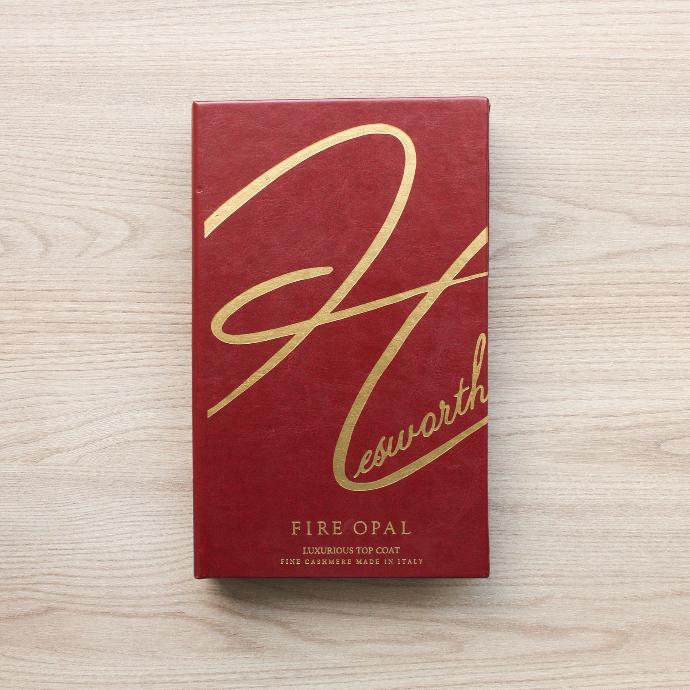 Hesworth
FIRE OPAL
LUXURIOUS TOP COAT
FINE CASHMERE MADE IN ITALY